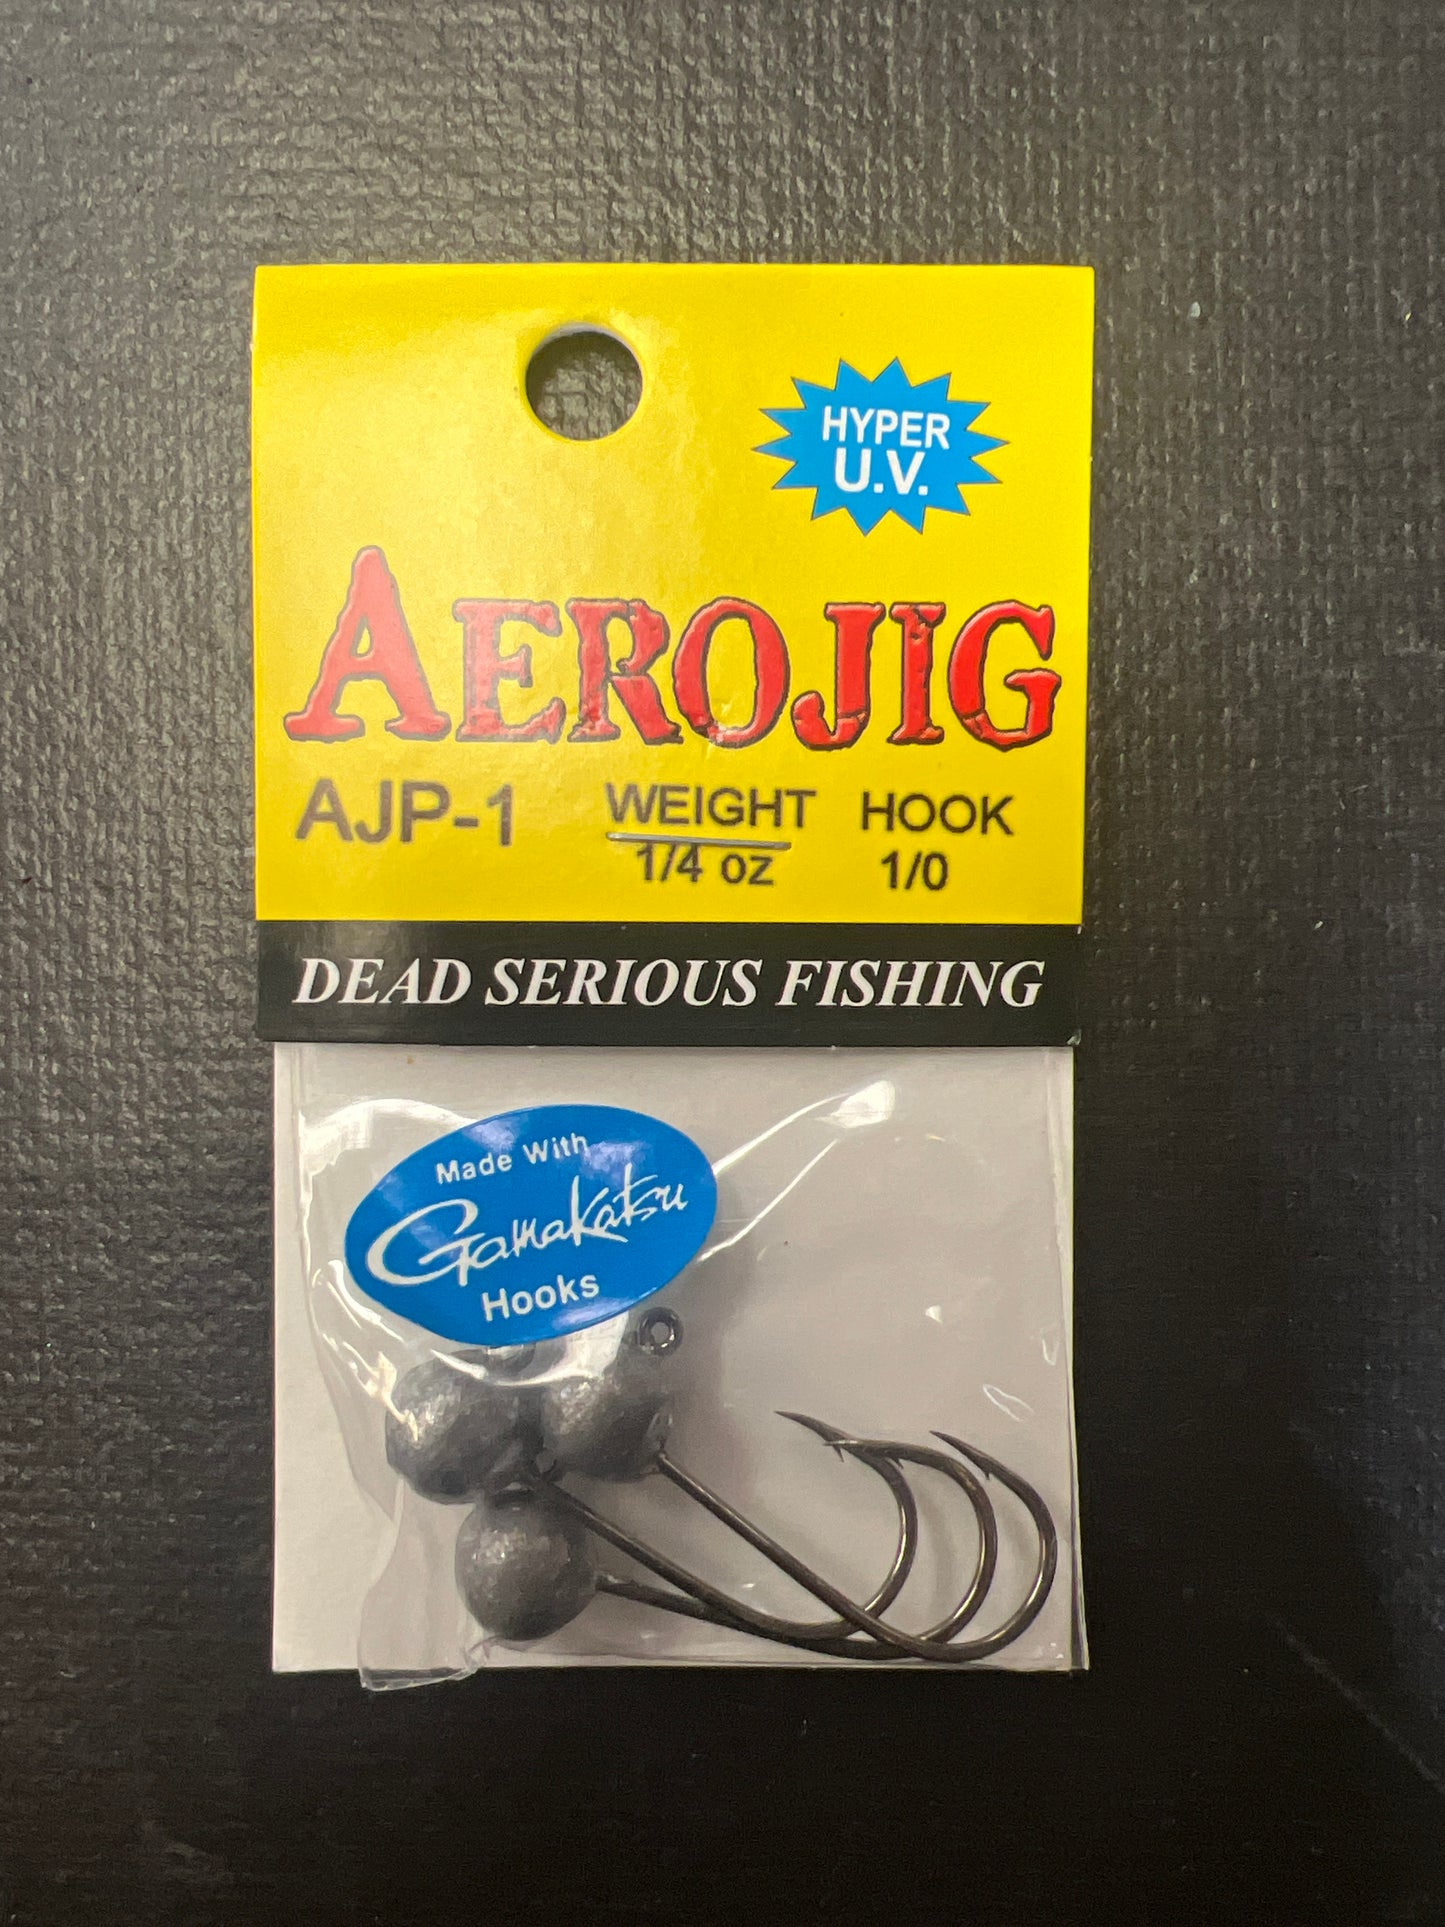 HYPER
U.V.
AEROJIG
AJP-1 WEIGHT HOOK
1/4 oz 1/0
DEAD SERIOUS FISHING
Made With
Gamakatsu
Hooks